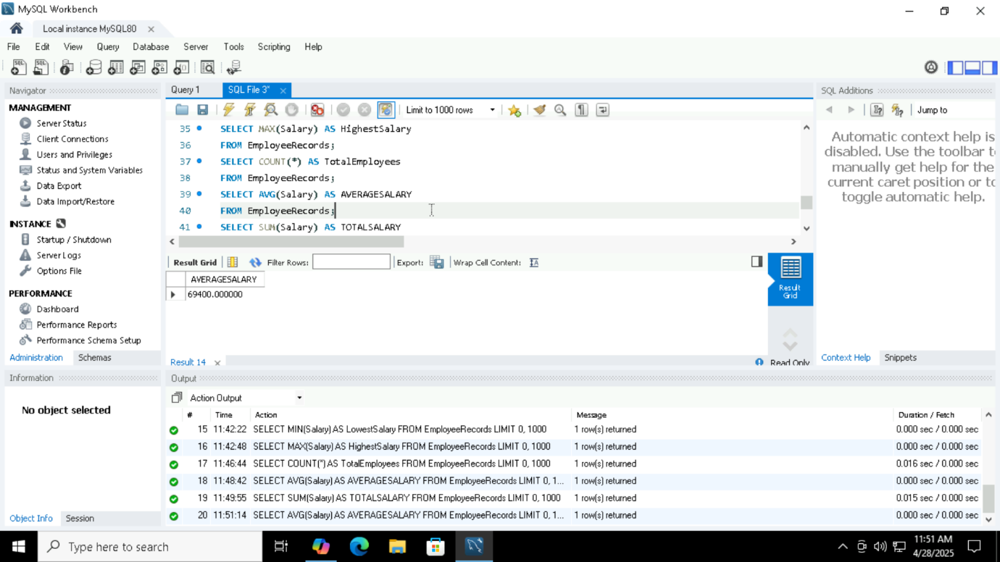 MySQL Workbench
Local instance MySQL80
File Edit View Query Database Server Tools Scripting Help
Navigator
MANAGEMENT
Server Status
Client Connections
Users and Privileges
Status and System Variables
Data Export
Data Import/Restore
INSTANCE
Startup / Shutdown
Server Logs
Options File
PERFORMANCE
Dashboard
Performance Reports
Performance Schema Setup
Administration Schemas
Information
No object selected
Object Info Session
Query 1 SQL File 3*
Limit to 1000 rows
35 SELECT MAX(Salary) AS HighestSalary
36 FROM EmployeeRecords;
37 SELECT COUNT(*) AS TotalEmployees
38 FROM EmployeeRecords;
39 SELECT AVG(Salary) AS AVERAGESALARY
40 FROM EmployeeRecords;
41 SELECT SUM(Salary) AS TOTALSALARY
Result Grid Filter Rows: Export: Wrap Cell Content:
AVERAGESALARY
69400.000000
Result Grid
Result 14 Read Only
SQL Additions
Jump to
Automatic context help is
disabled. Use the toolbar to
manually get help for the
current caret position or to
toggle automatic help.
Context Help Snippets
Output
Action Output
# Time Action Message Duration / Fetch
15 11:42:22 SELECT MIN(Salary) AS LowestSalary FROM EmployeeRecords LIMIT 0, 1000 1 row(s) returned 0.000 sec / 0.000 sec
16 11:42:48 SELECT MAX(Salary) AS HighestSalary FROM EmployeeRecords LIMIT 0, 1000 1 row(s) returned 0.000 sec / 0.000 sec
17 11:46:44 SELECT COUNT(*) AS TotalEmployees FROM EmployeeRecords LIMIT 0, 1000 1 row(s) returned 0.016 sec / 0.000 sec
18 11:48:42 SELECT AVG(Salary) AS AVERAGESALARY FROM EmployeeRecords LIMIT 0, 1... 1 row(s) returned 0.000 sec / 0.000 sec
19 11:49:55 SELECT SUM(Salary) AS TOTALSALARY FROM EmployeeRecords LIMIT 0, 1000 1 row(s) returned 0.015 sec / 0.000 sec
20 11:51:14 SELECT AVG(Salary) AS AVERAGESALARY FROM EmployeeRecords LIMIT 0, 1... 1 row(s) returned 0.000 sec / 0.000 sec
Type here to search
11:51 AM
4/28/2025